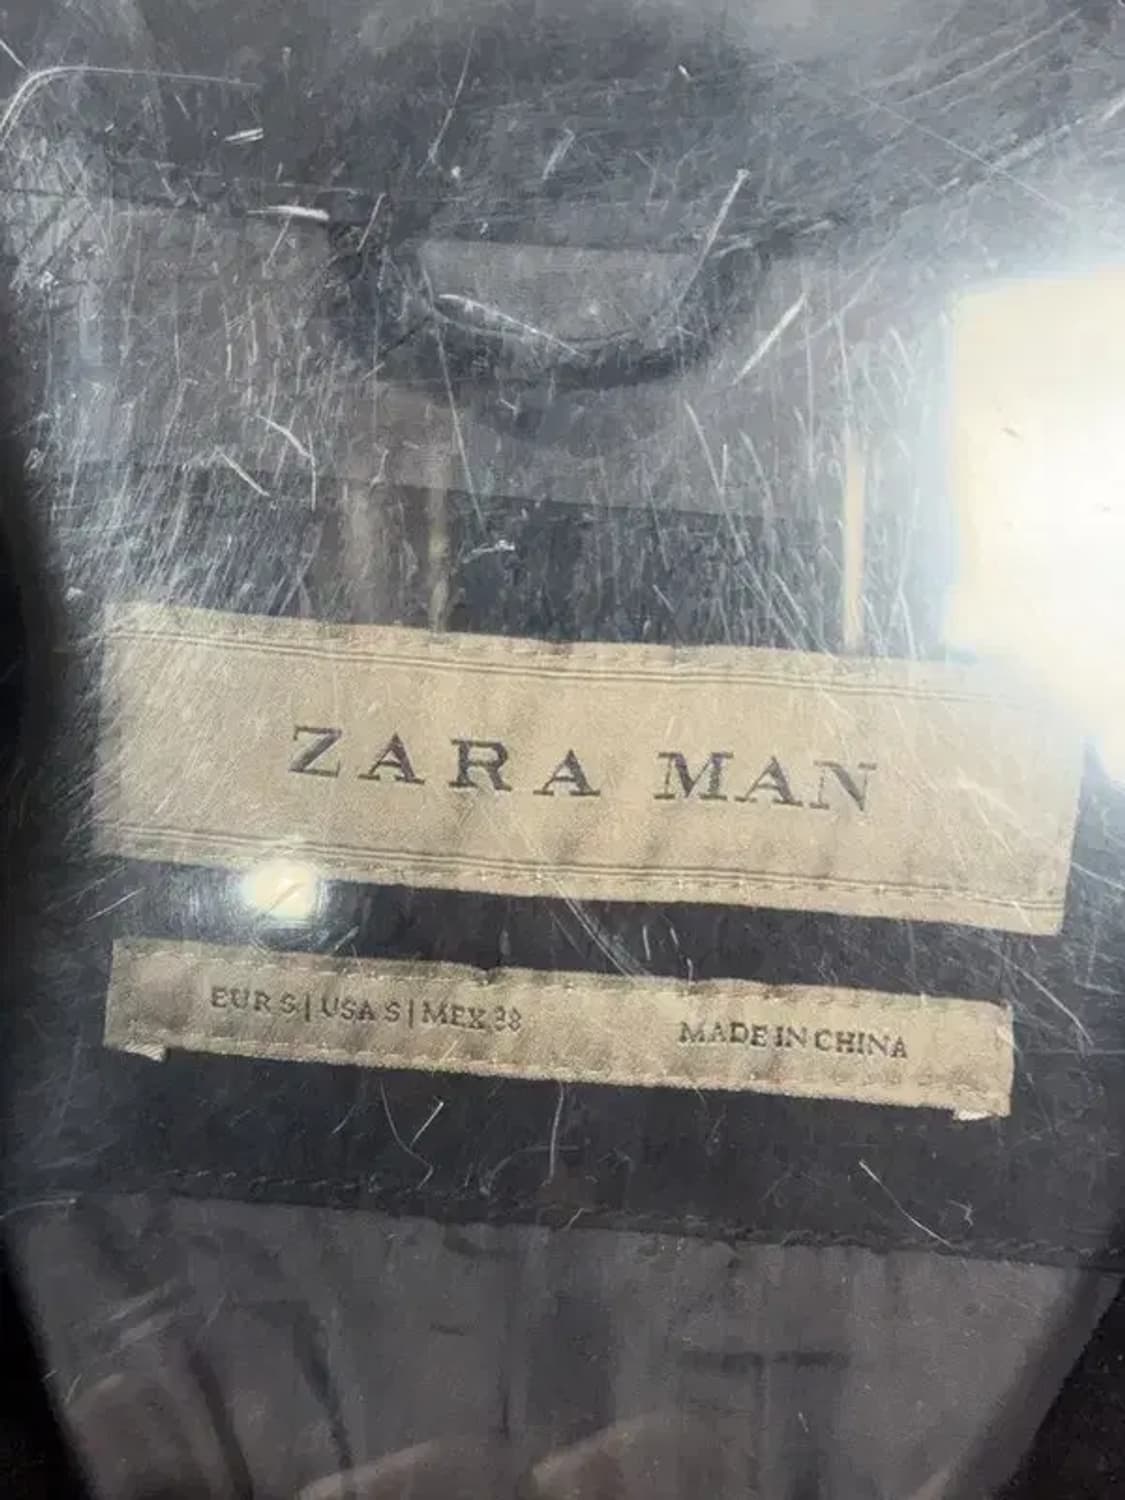 ZARA MAN
EUR S | USA S | MEX 38
MADE IN CHINA